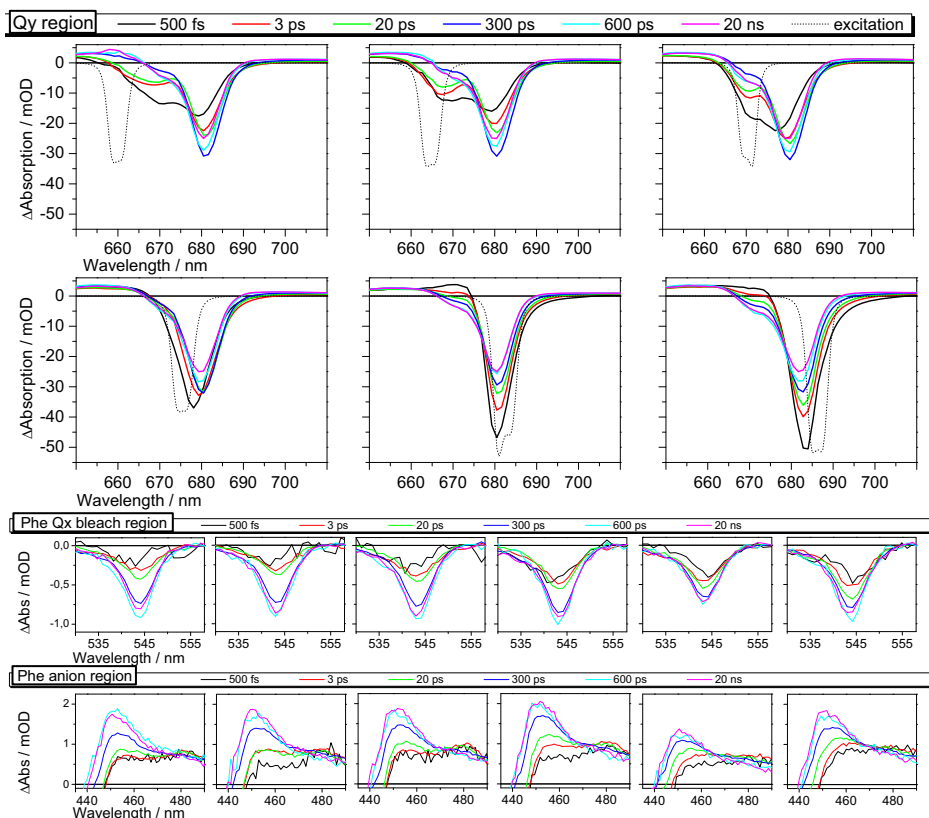 Qy region 500 fs 3 ps 20 ps 300 ps 600 ps 20 ns excitation
ΔAbsorption / mOD
0
-10
-20
-30
-40
-50
660 670 680 690 700 660 670 680 690 700 660 670 680 690 700
Wavelength / nm
ΔAbsorption / mOD
0
-10
-20
-30
-40
-50
660 670 680 690 700 660 670 680 690 700 660 670 680 690 700
Wavelength / nm
Phe Qx bleach region 500 fs 3 ps 20 ps 300 ps 600 ps 20 ns
ΔAbs / mOD
0,0
-0,5
-1,0
535 545 555 535 545 555 535 545 555 535 545 555 535 545 555 535 545 555
Wavelength / nm
Phe anion region 500 fs 3 ps 20 ps 300 ps 600 ps 20 ns
ΔAbs / mOD
2
1
0
440 460 480 440 460 480 440 460 480 440 460 480 440 460 480 440 460 480
Wavelength / nm